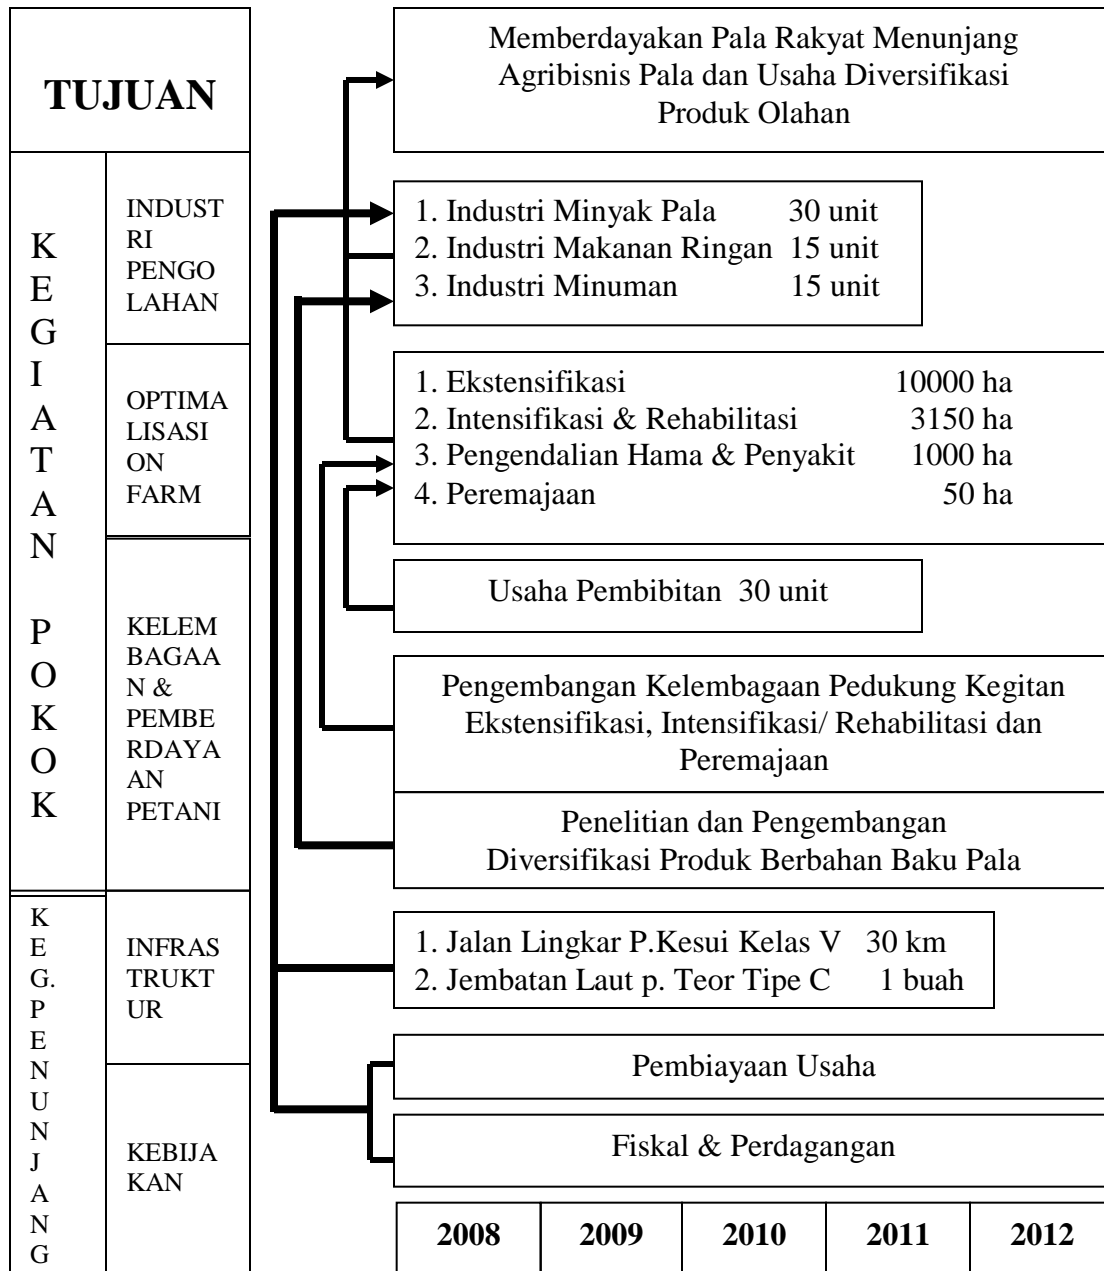 TUJUAN
Memberdayakan Pala Rakyat Menunjang
Agribisnis Pala dan Usaha Diversifikasi
Produk Olahan
K
E
G
I
A
T
A
N
P
O
K
O
K
INDUST
RI
PENGO
LAHAN
1. Industri Minyak Pala 30 unit
2. Industri Makanan Ringan 15 unit
3. Industri Minuman 15 unit
OPTIMA
LISASI
ON
FARM
1. Ekstensifikasi 10000 ha
2. Intensifikasi & Rehabilitasi 3150 ha
3. Pengendalian Hama & Penyakit 1000 ha
4. Peremajaan 50 ha
KELEM
BAGAA
N &
PEMBE
RDAYA
AN
PETANI
Usaha Pembibitan 30 unit
Pengembangan Kelembagaan Pedukung Kegitan
Ekstensifikasi, Intensifikasi/ Rehabilitasi dan
Peremajaan
Penelitian dan Pengembangan
Diversifikasi Produk Berbahan Baku Pala
K
E
G.
P
E
N
U
N
J
A
N
G
INFRAS
TRUKT
UR
1. Jalan Lingkar P.Kesui Kelas V 30 km
2. Jembatan Laut p. Teor Tipe C 1 buah
KEBIJA
KAN
Pembiayaan Usaha
Fiskal & Perdagangan
2008 2009 2010 2011 2012